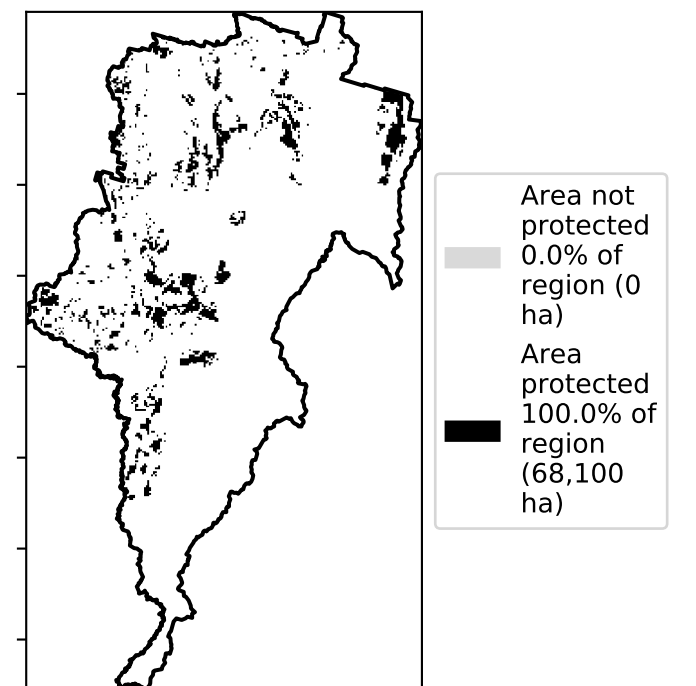 Area not
protected
0.0% of
region (0
ha)
Area
protected
100.0% of
region
(68,100
ha)